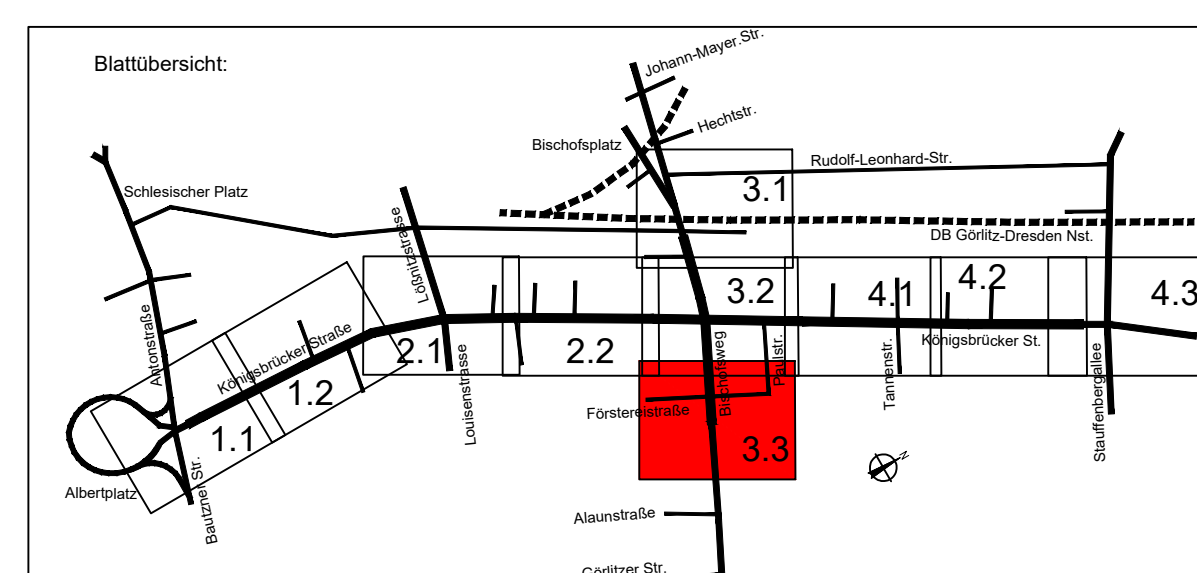 Blattübersicht:
Johann-Mayer.Str.
Hechtstr.
Bischofsplatz
Rudolf-Leonhard-Str.
Schlesischer Platz
3.1
Lößnitzstrasse
DB Görlitz-Dresden Nst.
3.2
4.1
4.2
4.3
Antonstraße
Königsbrücker Straße
2.1
2.2
Königsbrücker St.
Bischofsweg
Paulstr.
Tannenstr.
Stauffenbergallee
1.2
Förstereistraße
Louisenstrasse
1.1
3.3
N
Albertplatz
Bautzner Str.
Alaunstraße
Görlitzer Str.